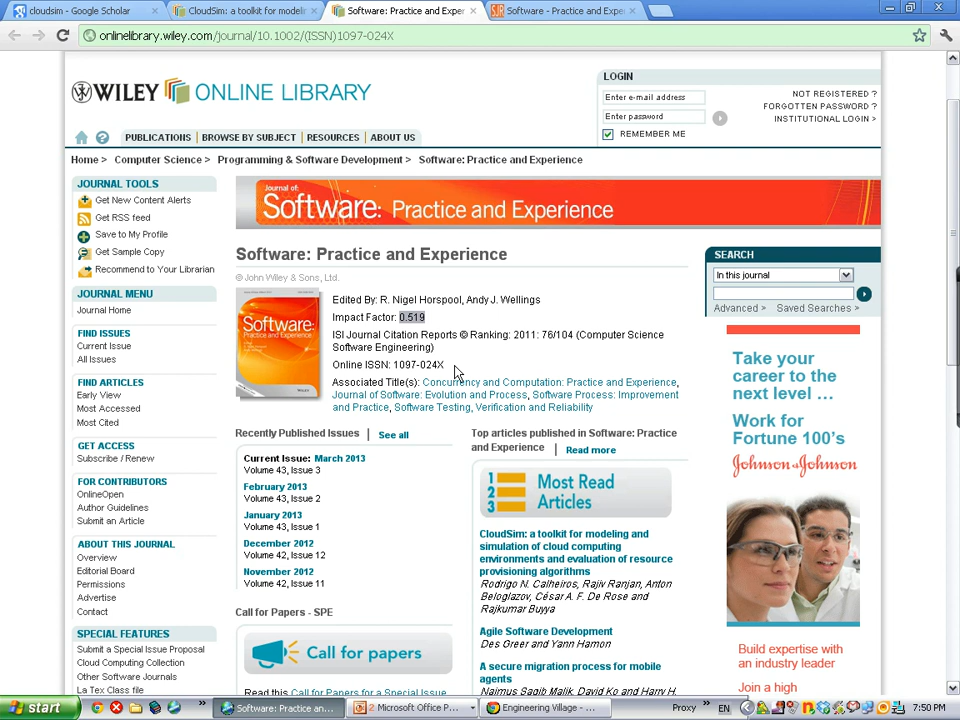 cloudsim - Google Scholar
CloudSim: a toolkit for modelin
Software: Practice and Exper
Software - Practice and Expe
onlinelibrary.wiley.com/journal/10.1002/(ISSN)1097-024X
WILEY ONLINE LIBRARY
LOGIN
Enter e-mail address
Enter password
REMEMBER ME
NOT REGISTERED ?
FORGOTTEN PASSWORD ?
INSTITUTIONAL LOGIN >
PUBLICATIONS | BROWSE BY SUBJECT | RESOURCES | ABOUT US
Home > Computer Science > Programming & Software Development > Software: Practice and Experience
JOURNAL TOOLS
Get New Content Alerts
Get RSS feed
Save to My Profile
Get Sample Copy
Recommend to Your Librarian
JOURNAL MENU
Journal Home
FIND ISSUES
Current Issue
All Issues
FIND ARTICLES
Early View
Most Accessed
Most Cited
GET ACCESS
Subscribe / Renew
FOR CONTRIBUTORS
OnlineOpen
Author Guidelines
Submit an Article
ABOUT THIS JOURNAL
Overview
Editorial Board
Permissions
Advertise
Contact
SPECIAL FEATURES
Submit a Special Issue Proposal
Cloud Computing Collection
Other Software Journals
La Tex Class file
Journal of:
Software: Practice and Experience
Software: Practice and Experience
© John Wiley & Sons, Ltd.
Software:
Edited By: R. Nigel Horspool, Andy J. Wellings
Impact Factor: 0.519
ISI Journal Citation Reports © Ranking: 2011: 76/104 (Computer Science
Software Engineering)
Online ISSN: 1097-024X
Associated Title(s): Concurrency and Computation: Practice and Experience,
Journal of Software: Evolution and Process, Software Process: Improvement
and Practice, Software Testing, Verification and Reliability
Recently Published Issues | See all
Current Issue: March 2013
Volume 43, Issue 3
February 2013
Volume 43, Issue 2
January 2013
Volume 43, Issue 1
December 2012
Volume 42, Issue 12
November 2012
Volume 42, Issue 11
Call for Papers - SPE
Call for papers
Read this Call for Papers for a Special Issue
Top articles published in Software: Practice
and Experience | Read more
1 2 3
Most Read
Articles
CloudSim: a toolkit for modeling and
simulation of cloud computing
environments and evaluation of resource
provisioning algorithms
Rodrigo N. Calheiros, Rajiv Ranjan, Anton
Beloglazov, César A. F. De Rose and
Rajkumar Buyya
Agile Software Development
Des Greer and Yann Hamon
A secure migration process for mobile
agents
Naimus Saqib Malik, David Ko and Harry H.
SEARCH
In this journal
Advanced > Saved Searches >
Take your
career to the
next level ...
Work for
Fortune 100's
Johnson & Johnson
Build expertise with
an industry leader
Join a high
start
Software: Practice an...
2 Microsoft Office P...
Engineering Village - ...
Proxy
EN
7:50 PM